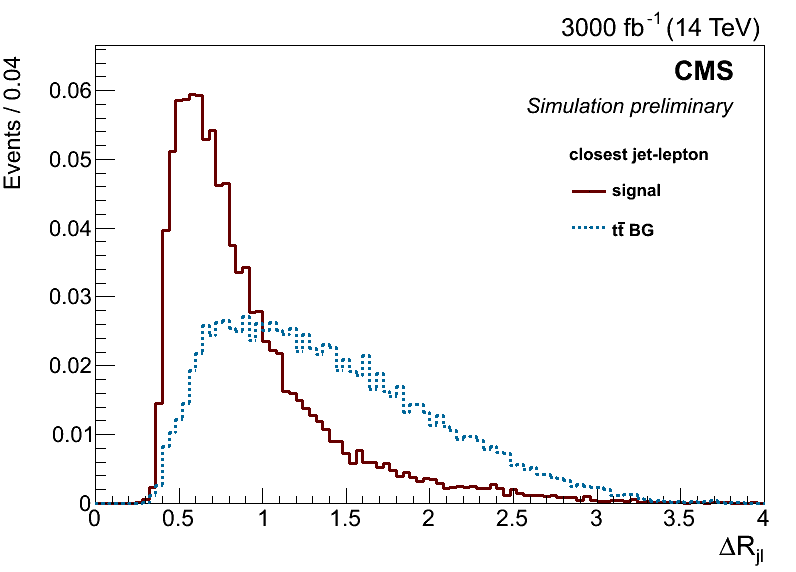 3000 fb⁻¹ (14 TeV)
CMS
Simulation preliminary
closest jet-lepton
signal
tt̄ BG
Events / 0.04
0.06
0.05
0.04
0.03
0.02
0.01
0
0 0.5 1 1.5 2 2.5 3 3.5 4
ΔR_jl